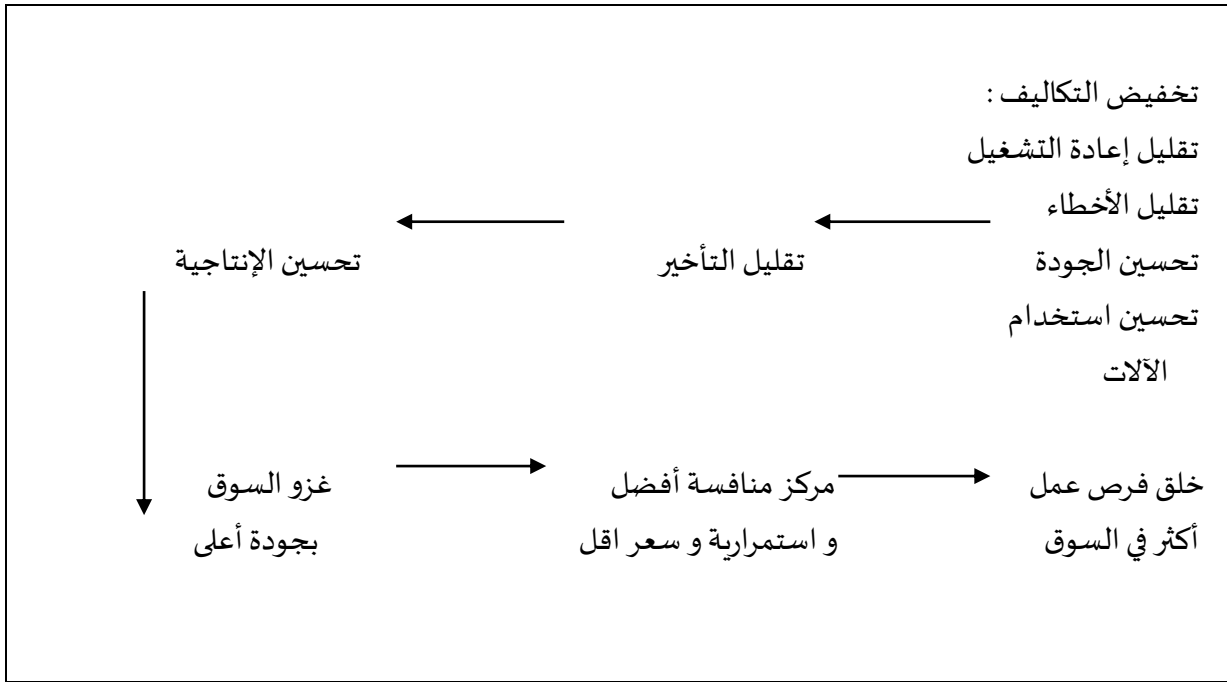 تخفيض التكاليف :
تقليل إعادة التشغيل
تقليل الأخطاء
تحسين الجودة
تحسين استخدام
الآلات
تقليل التأخير
تحسين الإنتاجية
غزو السوق
بجودة أعلى
مركز منافسة أفضل
و استمرارية و سعر اقل
خلق فرص عمل
أكثر في السوق